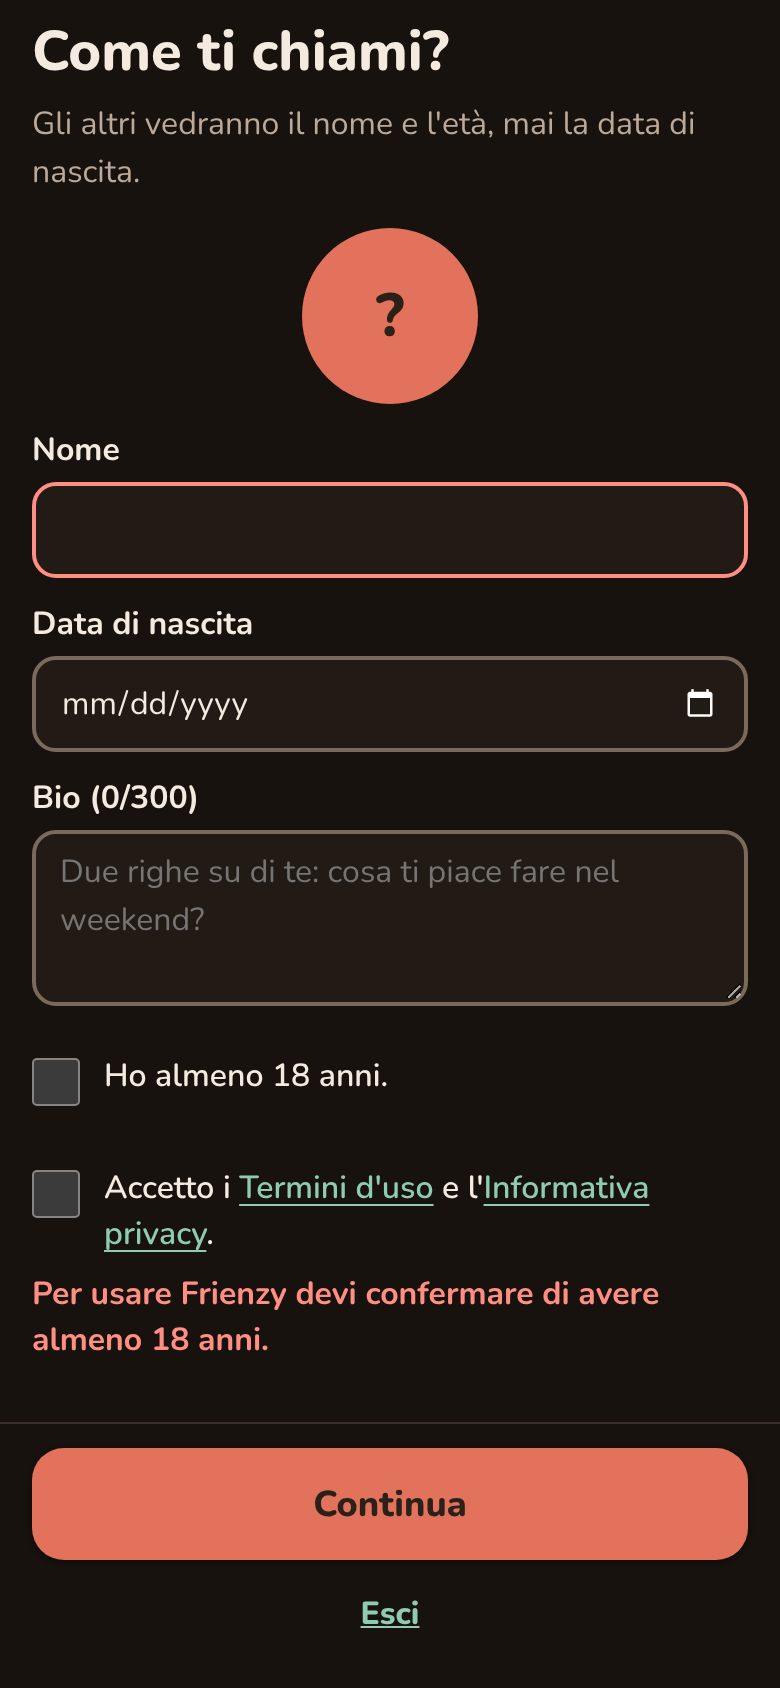 Come ti chiami?
Gli altri vedranno il nome e l'età, mai la data di
nascita.
?
Nome
Data di nascita
mm/dd/yyyy
Bio (0/300)
Due righe su di te: cosa ti piace fare nel
weekend?
Ho almeno 18 anni.
Accetto i Termini d'uso e l'Informativa
privacy.
Per usare Frienzy devi confermare di avere
almeno 18 anni.
Continua
Esci